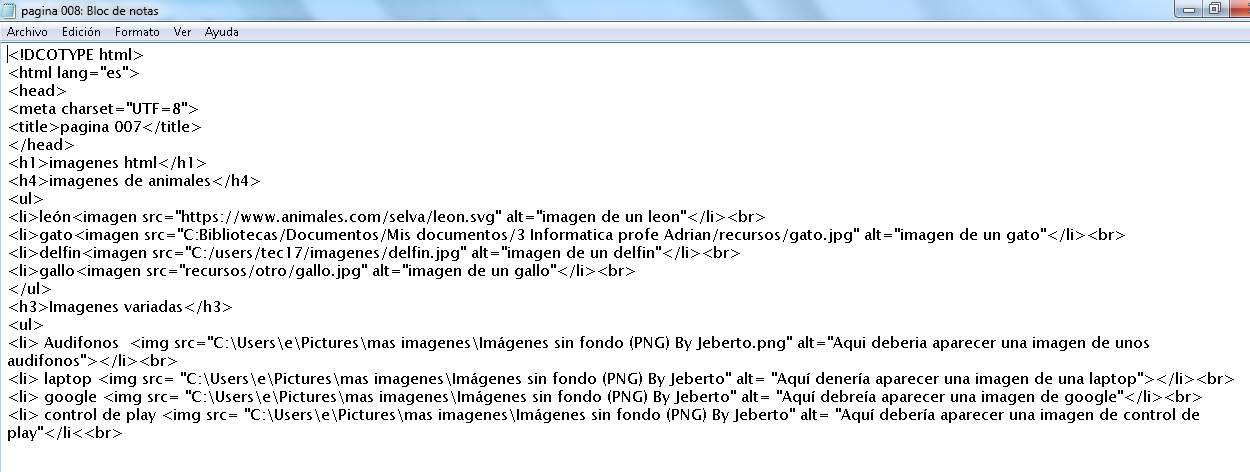 pagina 008: Bloc de notas
Archivo Edición Formato Ver Ayuda
<!DCOTYPE html>
<html lang="es">
<head>
<meta charset="UTF=8">
<title>pagina 007</title>
</head>
<h1>imagenes html</h1>
<h4>imagenes de animales</h4>
<ul>
<li>león<imagen src="https://www.animales.com/selva/leon.svg" alt="imagen de un leon"</li><br>
<li>gato<imagen src="C:Bibliotecas/Documentos/Mis documentos/3 Informatica profe Adrian/recursos/gato.jpg" alt="imagen de un gato"</li><br>
<li>delfin<imagen src="C:/users/tec17/imagenes/delfin.jpg" alt="imagen de un delfin"</li><br>
<li>gallo<imagen src="recursos/otro/gallo.jpg" alt="imagen de un gallo"</li><br>
</ul>
<h3>Imagenes variadas</h3>
<ul>
<li> Audifonos  <img src="C:\Users\e\Pictures\mas imagenes\Imágenes sin fondo (PNG) By Jeberto.png" alt="Aqui deberia aparecer una imagen de unos
audifonos"></li><br>
<li> laptop <img src= "C:\Users\e\Pictures\mas imagenes\Imágenes sin fondo (PNG) By Jeberto" alt= "Aquí denería aparecer una imagen de una laptop"></li><br>
<li> google <img src= "C:\Users\e\Pictures\mas imagenes\Imágenes sin fondo (PNG) By Jeberto" alt= "Aquí debreía aparecer una imagen de google"</li><br>
<li> control de play <img src= "C:\Users\e\Pictures\mas imagenes\Imágenes sin fondo (PNG) By Jeberto" alt= "Aquí debería aparecer una imagen de control de
play"</li<<br>